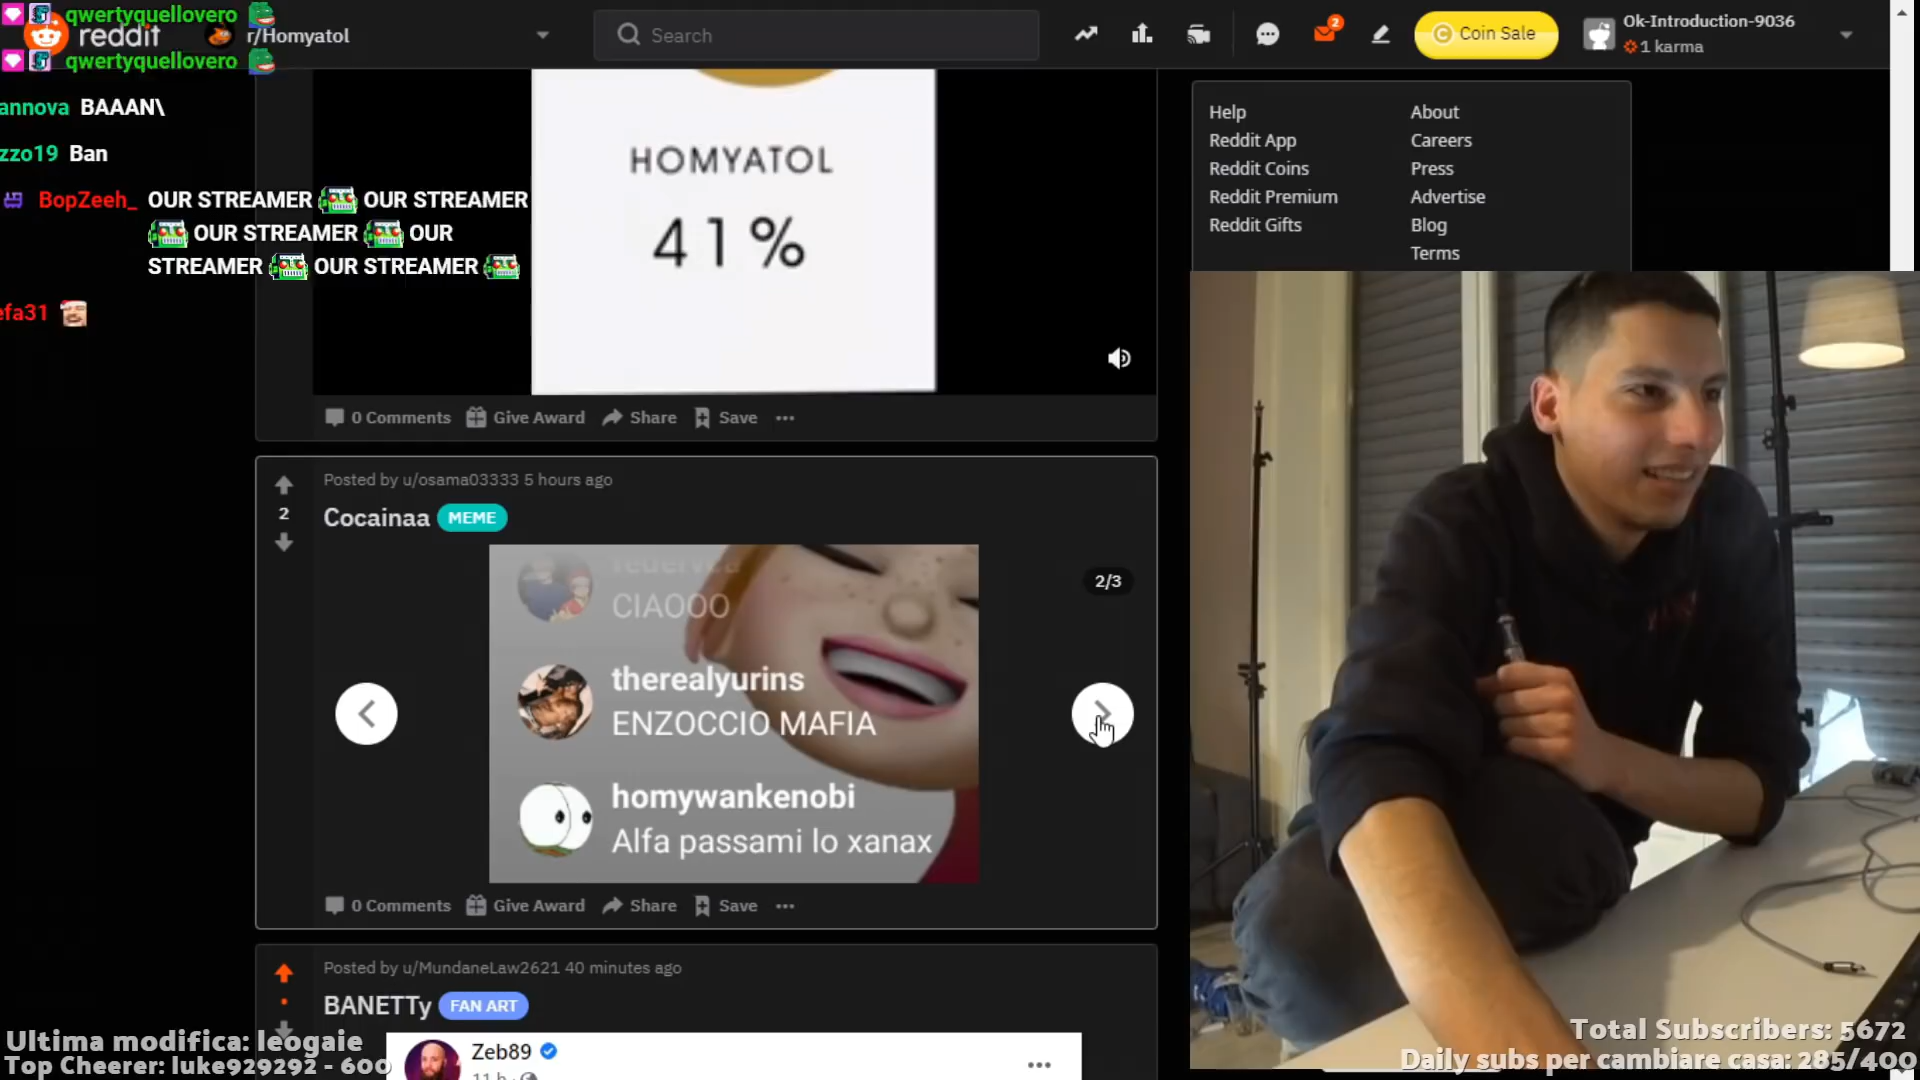 qwertyquellovero
reddit
r/Homyatol
Search
2
Coin Sale
Ok-Introduction-9036
1 karma
qwertyquellovero
annova BAAAN\
zzo19 Ban
BopZeeh_ OUR STREAMER OUR STREAMER
OUR STREAMER OUR
STREAMER OUR STREAMER
efa31
HOMYATOL
41%
Help
About
Reddit App
Careers
Reddit Coins
Press
Reddit Premium
Advertise
Reddit Gifts
Blog
Terms
0 Comments Give Award Share Save
Posted by u/osama03333 5 hours ago
2
Cocainaa MEME
2/3
CIAOOO
therealyurins
ENZOCCIO MAFIA
homywankenobi
Alfa passami lo xanax
0 Comments Give Award Share Save
Posted by u/MundaneLaw2621 40 minutes ago
BANETTy FAN ART
Zeb89
11 h
Ultima modifica: leogaie
Top Cheerer: luke929292 - 600
Total Subscribers: 5672
Daily subs per cambiare casa: 285/400